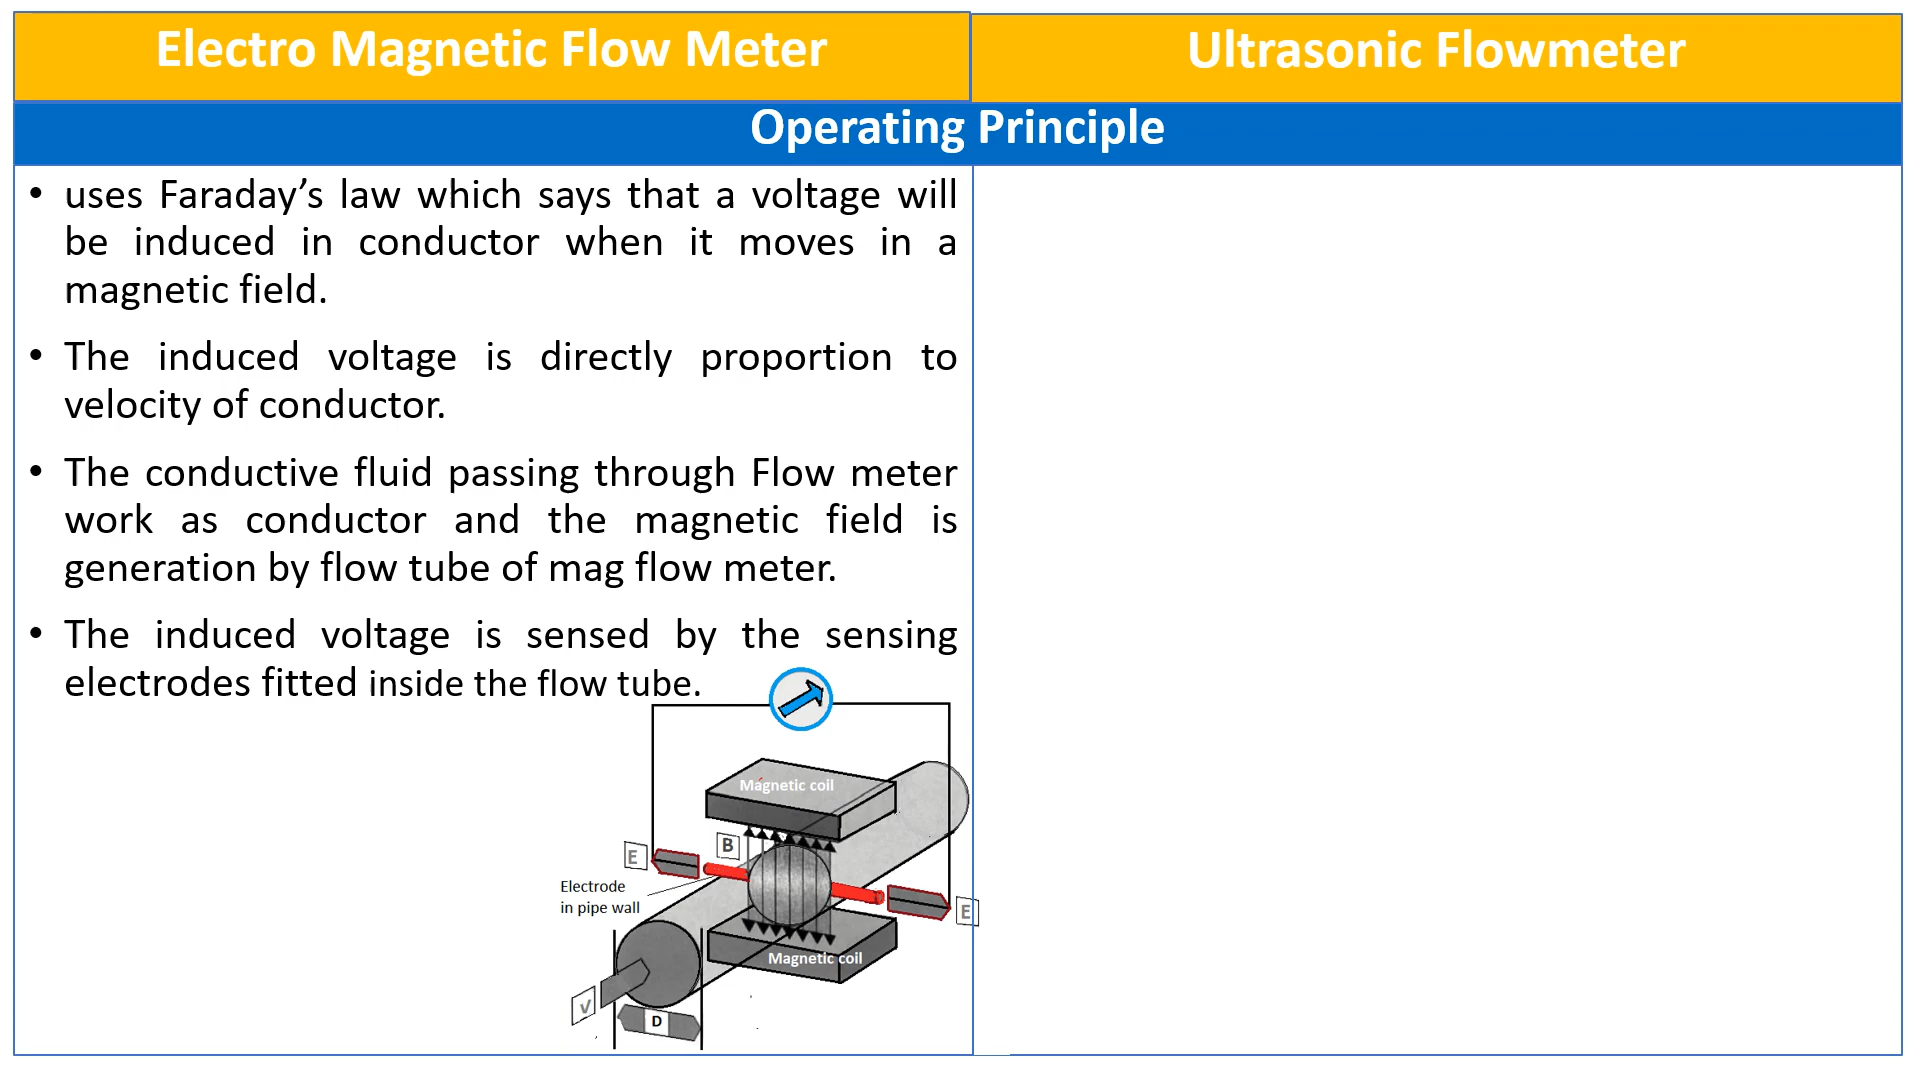 Electro Magnetic Flow Meter
Ultrasonic Flowmeter
Operating Principle
• uses Faraday’s law which says that a voltage will
be induced in conductor when it moves in a
magnetic field.
• The induced voltage is directly proportion to
velocity of conductor.
• The conductive fluid passing through Flow meter
work as conductor and the magnetic field is
generation by flow tube of mag flow meter.
• The induced voltage is sensed by the sensing
electrodes fitted inside the flow tube.
Magnetic coil
B
E
Electrode
in pipe wall
E
Magnetic coil
V
D